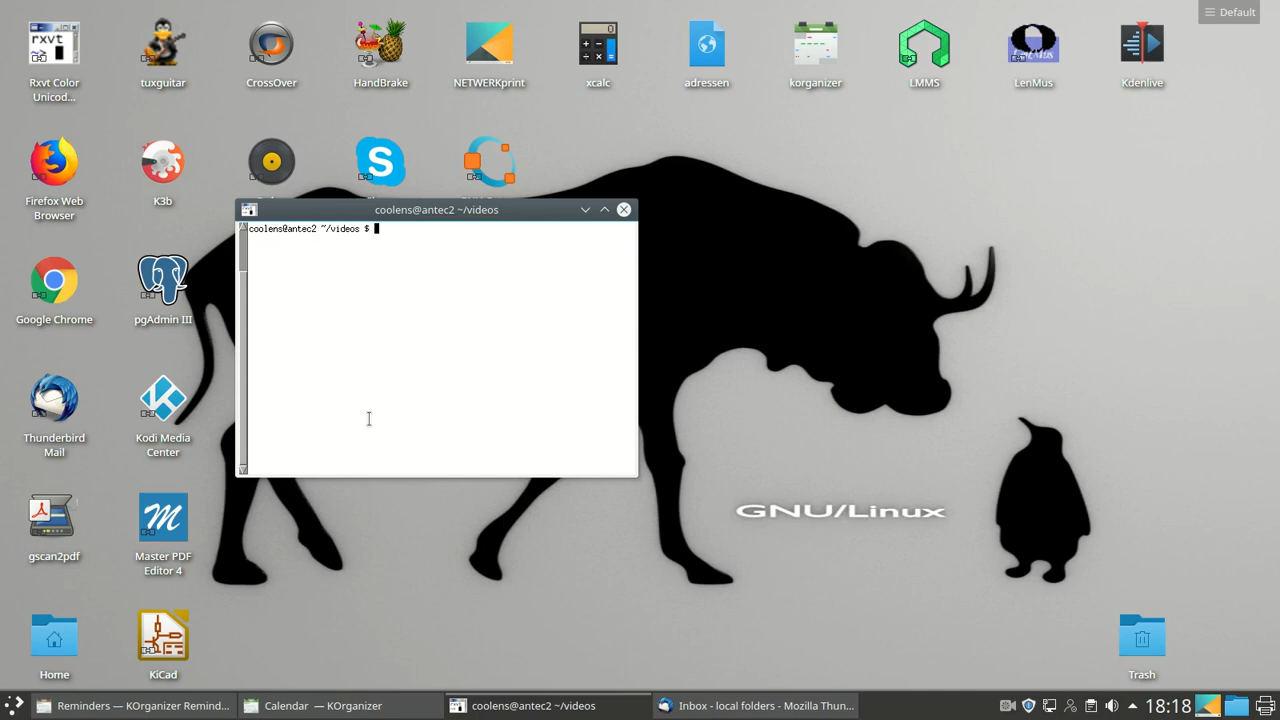 Default
rxvt
0
Rxvt Color
Unicod...
tuxguitar
CrossOver
HandBrake
NETWERKprint
xcalc
adressen
korganizer
LMMS
LenMus
Kdenlive
S
Firefox Web
Browser
K3b
coolens@antec2 ~/videos
coolens@antec2 ~/videos $
Google Chrome
pgAdmin III
Thunderbird
Mail
Kodi Media
Center
GNU/Linux
gscan2pdf
Master PDF
Editor 4
Home
KiCad
Trash
Reminders — KOrganizer Remind...
Calendar — KOrganizer
coolens@antec2 ~/videos
Inbox - local folders - Mozilla Thun...
18:18